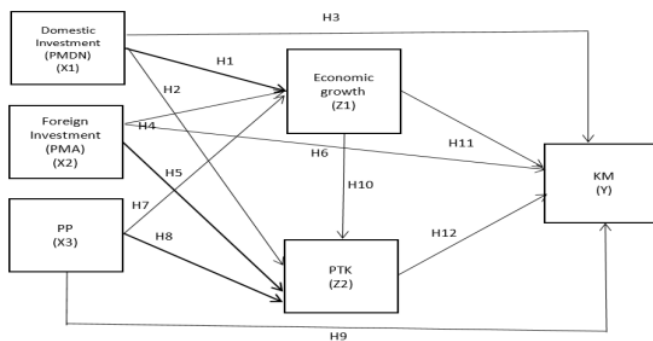 H3
Domestic
Investment
(PMDN)
(X1)
H1
H2
Economic
growth
(Z1)
Foreign
Investment
(PMA)
(X2)
H4
H6
H11
H5
H10
KM
(Y)
PP
(X3)
H7
H8
H12
PTK
(Z2)
H9